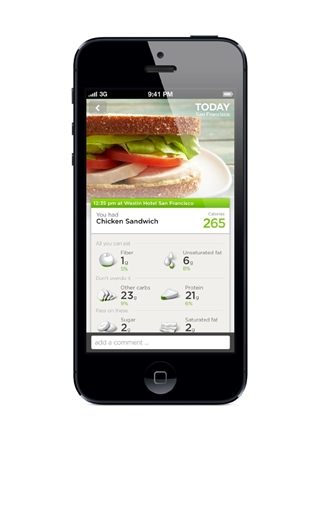 3G 9:41 PM
TODAY
San Francisco
12:35 pm at Westin Hotel San Francisco
You had Calories
Chicken Sandwich 265
All you can eat
Fiber Unsaturated fat
1g 6g
5% 8%
Don't overdo it
Other carbs Protein
23g 21g
9% 6%
Pass on these
Sugar Saturated fat
2g 2g
add a comment ...